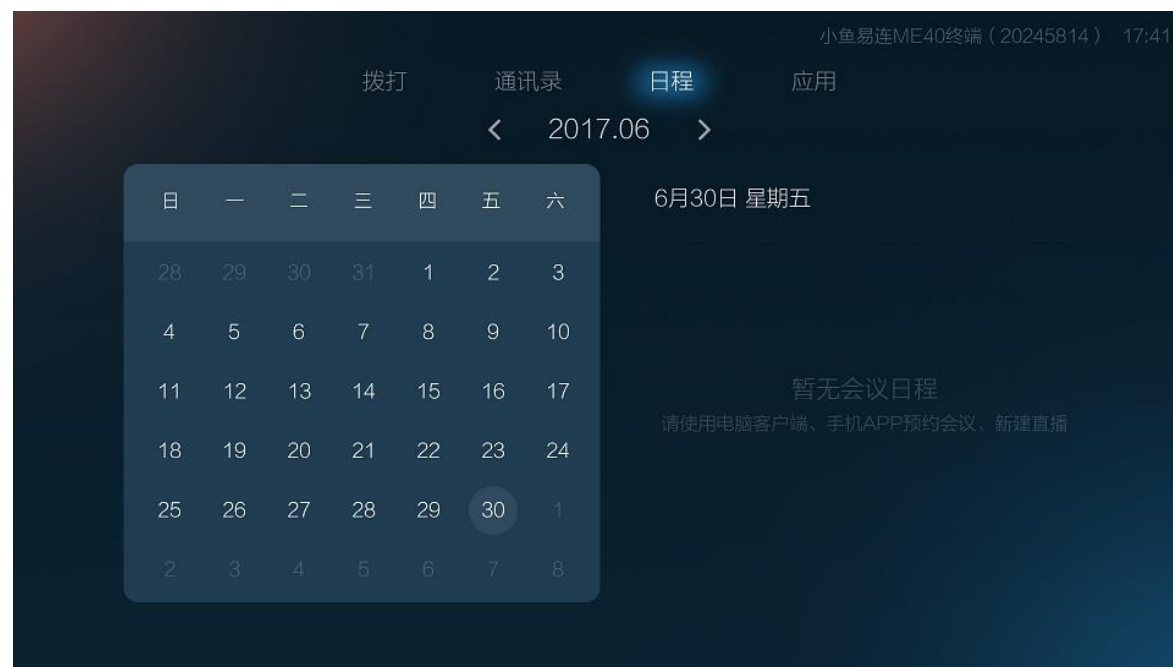 小鱼易连ME40终端（20245814） 17:41
拨打 通讯录 日程 应用
< 2017.06 >
日 一 二 三 四 五 六
28 29 30 31 1 2 3
4 5 6 7 8 9 10
11 12 13 14 15 16 17
18 19 20 21 22 23 24
25 26 27 28 29 30 1
2 3 4 5 6 7 8
6月30日 星期五
暂无会议日程
请使用电脑客户端、手机APP预约会议、新建直播